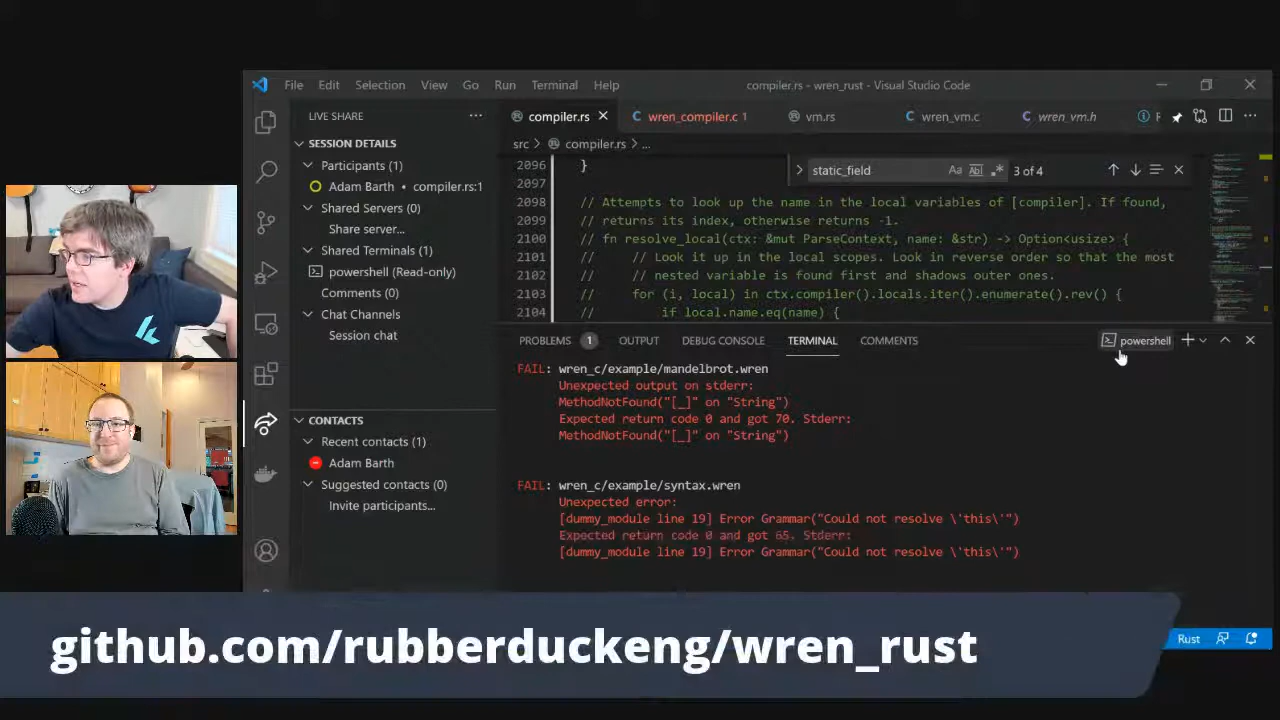 File Edit Selection View Go Run Terminal Help
compiler.rs - wren_rust - Visual Studio Code
LIVE SHARE
SESSION DETAILS
Participants (1)
Adam Barth • compiler.rs:1
Shared Servers (0)
Share server...
Shared Terminals (1)
powershell (Read-only)
Comments (0)
Chat Channels
Session chat
CONTACTS
Recent contacts (1)
Adam Barth
Suggested contacts (0)
Invite participants...
compiler.rs
wren_compiler.c 1
vm.rs
wren_vm.c
wren_vm.h
src > compiler.rs > ...
static_field
Aa
3 of 4
2096 }
2097
2098 // Attempts to look up the name in the local variables of [compiler]. If found,
2099 // returns its index, otherwise returns -1.
2100 // fn resolve_local(ctx: &mut ParseContext, name: &str) -> Option<usize> {
2101 // // Look it up in the local scopes. Look in reverse order so that the most
2102 // // nested variable is found first and shadows outer ones.
2103 // for (i, local) in ctx.compiler().locals.iter().enumerate().rev() {
2104 // if local.name.eq(name) {
PROBLEMS 1 OUTPUT DEBUG CONSOLE TERMINAL COMMENTS
powershell
FAIL: wren_c/example/mandelbrot.wren
Unexpected output on stderr:
MethodNotFound("[_]" on "String")
Expected return code 0 and got 70. Stderr:
MethodNotFound("[_]" on "String")
FAIL: wren_c/example/syntax.wren
Unexpected error:
[dummy_module line 19] Error Grammar("Could not resolve \'this\'")
Expected return code 0 and got 65. Stderr:
[dummy_module line 19] Error Grammar("Could not resolve \'this\'")
Rust
github.com/rubberduckeng/wren_rust